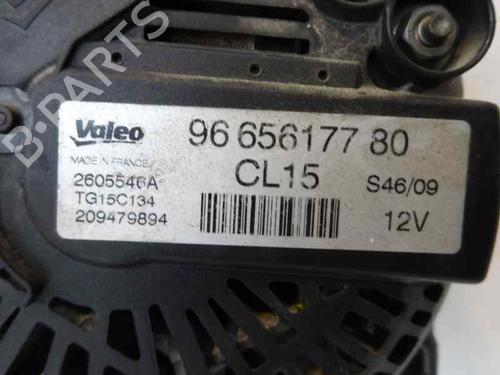 B-PARTS
Valeo
MADE IN FRANCE
96 656177 80
2605546A
CL15
S46/09
TG15C134
209479894
12V